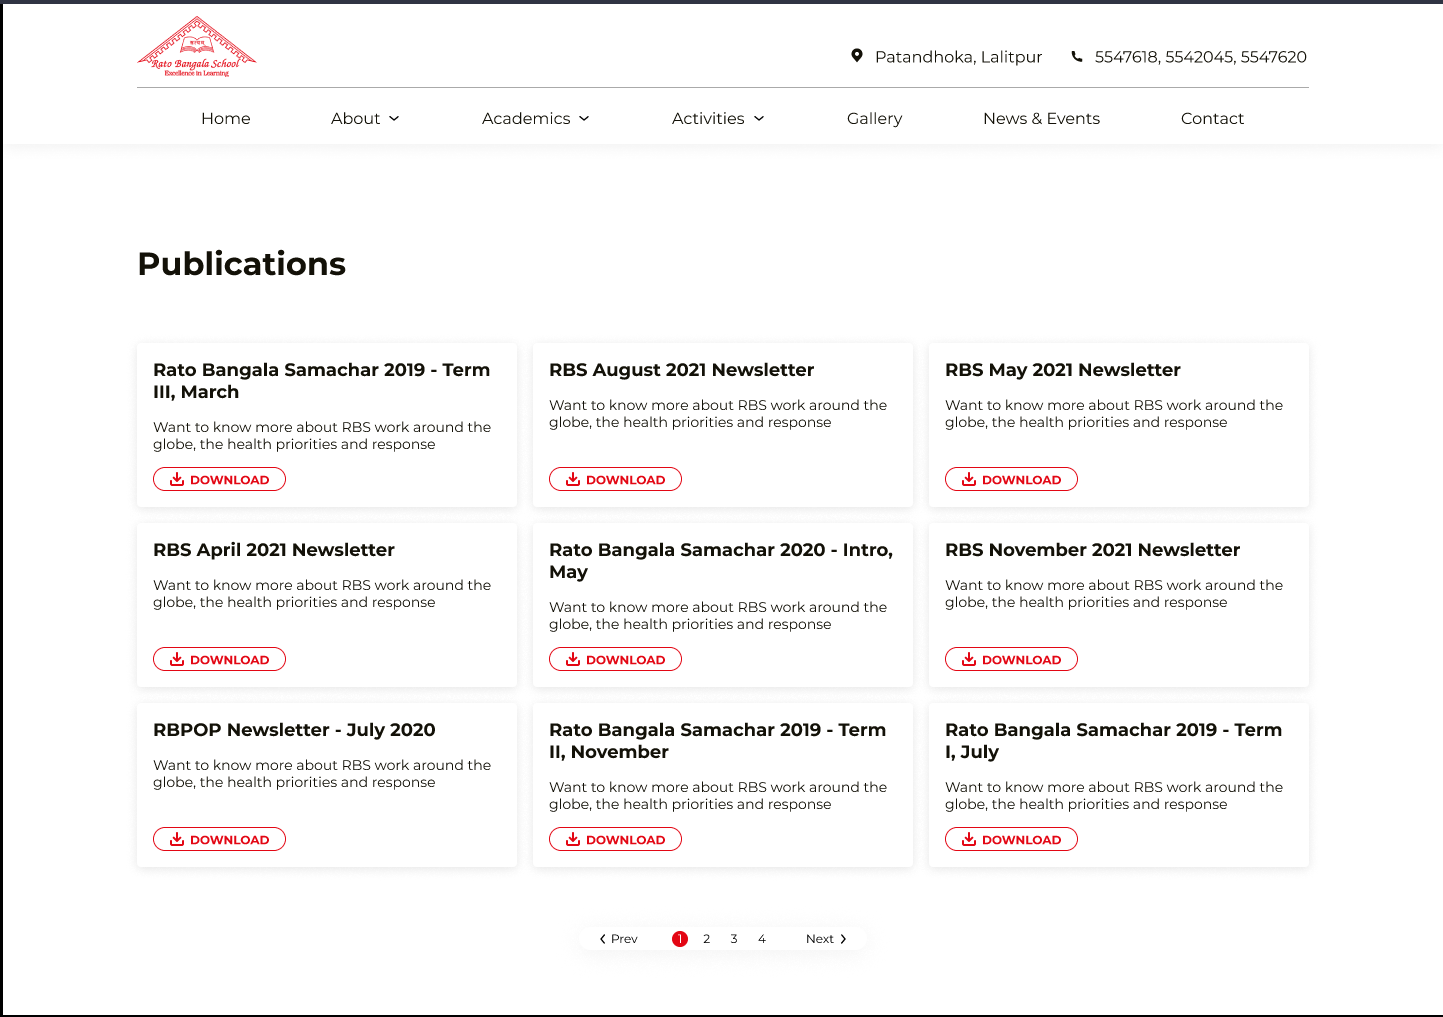 Rato Bangala School
Excellence in Learning
Patandhoka, Lalitpur
5547618, 5542045, 5547620
Home
About
Academics
Activities
Gallery
News & Events
Contact
Publications
Rato Bangala Samachar 2019 - Term
III, March
Want to know more about RBS work around the
globe, the health priorities and response
DOWNLOAD
RBS August 2021 Newsletter
Want to know more about RBS work around the
globe, the health priorities and response
DOWNLOAD
RBS May 2021 Newsletter
Want to know more about RBS work around the
globe, the health priorities and response
DOWNLOAD
RBS April 2021 Newsletter
Want to know more about RBS work around the
globe, the health priorities and response
DOWNLOAD
Rato Bangala Samachar 2020 - Intro,
May
Want to know more about RBS work around the
globe, the health priorities and response
DOWNLOAD
RBS November 2021 Newsletter
Want to know more about RBS work around the
globe, the health priorities and response
DOWNLOAD
RBPOP Newsletter - July 2020
Want to know more about RBS work around the
globe, the health priorities and response
DOWNLOAD
Rato Bangala Samachar 2019 - Term
II, November
Want to know more about RBS work around the
globe, the health priorities and response
DOWNLOAD
Rato Bangala Samachar 2019 - Term
I, July
Want to know more about RBS work around the
globe, the health priorities and response
DOWNLOAD
Prev 1 2 3 4 Next